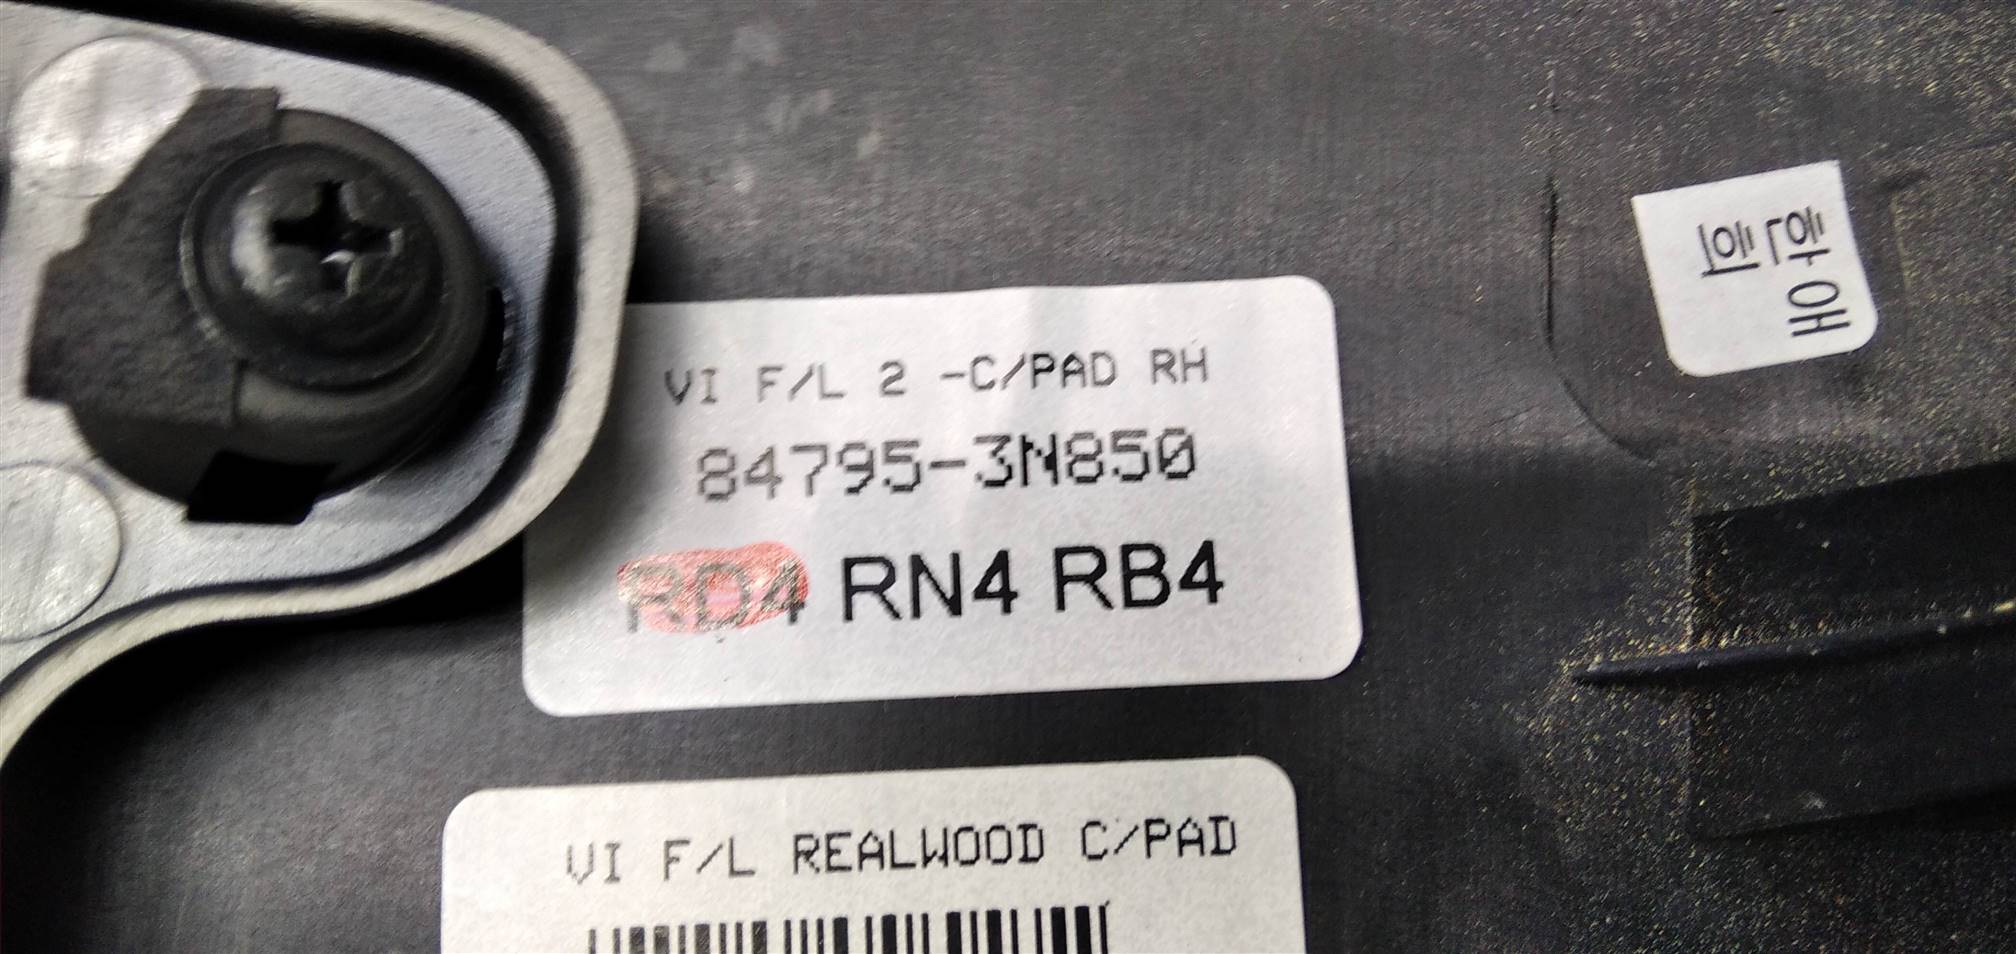 VI F/L 2 -C/PAD RH
84795-3N850
RD4 RN4 RB4
VI F/L REALWOOD C/PAD